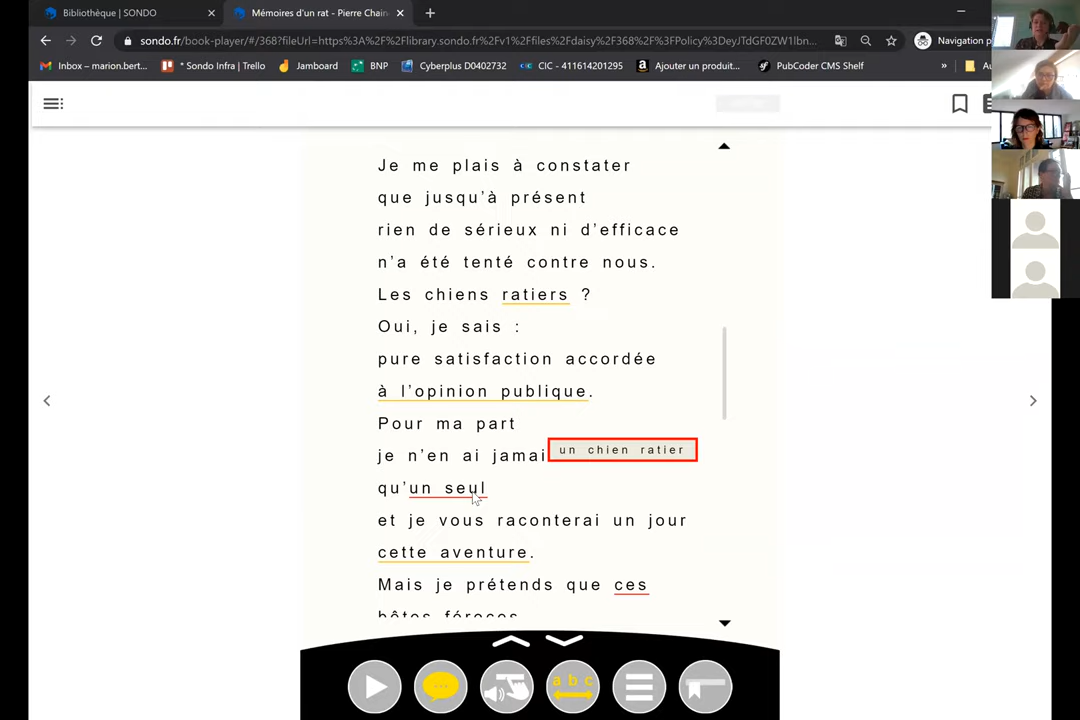 Bibliothèque | SONDO
Mémoires d'un rat - Pierre Chain
sondo.fr/book-player/#/368?fileUrl=https%3A%2F%2Flibrary.sondo.fr%2Fv1%2Ffiles%2Fdaisy%2F368%2F%3FPolicy%3DeyJTdGF0ZW1lbn...
Navigation p
Inbox – marion.bert...
* Sondo Infra | Trello
Jamboard
BNP
Cyberplus D0402732
CIC - 411614201295
Ajouter un produit...
PubCoder CMS Shelf
»
Au
Je me plais à constater
que jusqu'à présent
rien de sérieux ni d'efficace
n'a été tenté contre nous.
Les chiens ratiers ?
Oui, je sais :
pure satisfaction accordée
à l'opinion publique.
Pour ma part
je n'en ai jamai
un chien ratier
qu'un seul
et je vous raconterai un jour
cette aventure.
Mais je prétends que ces
bêtes féroces
a b c